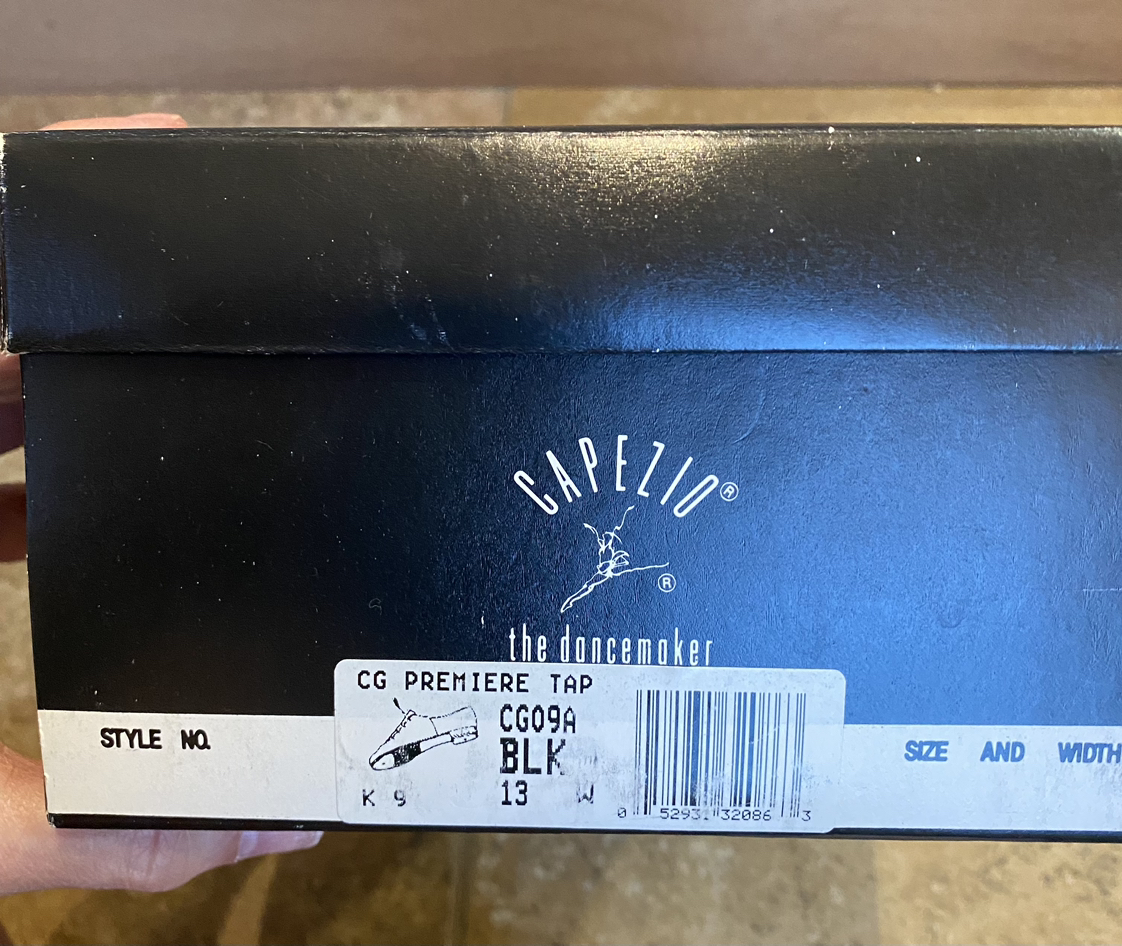 CAPEZIO®
®
the dancemaker
CG PREMIERE TAP
CG09A
BLK
K 9 13 W
STYLE NO.
SIZE AND WIDTH
0 52931 32086 3